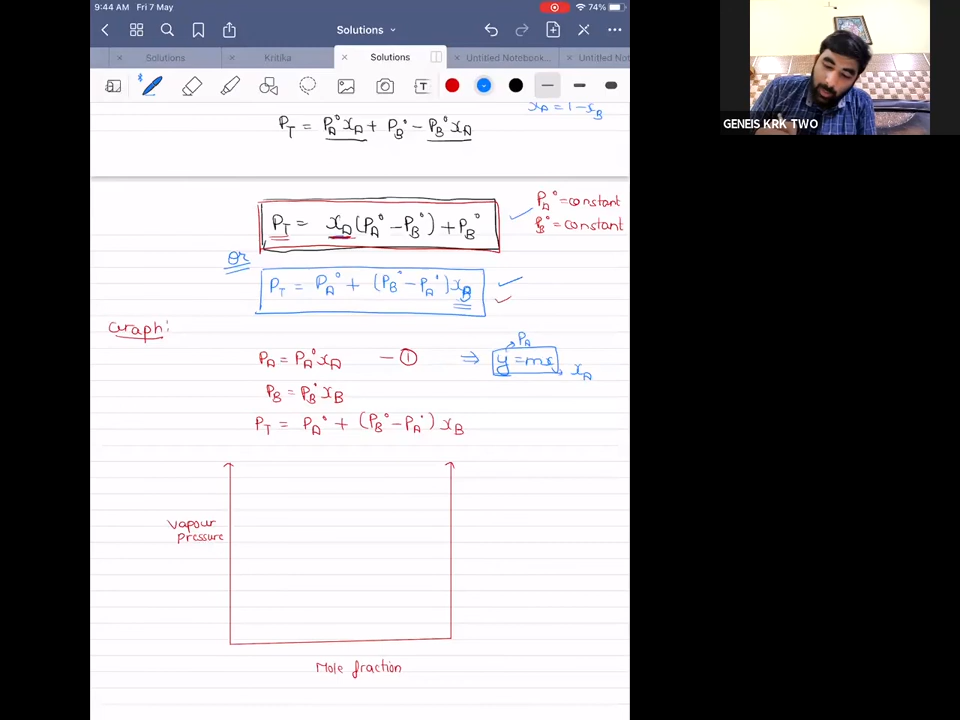 9:44 AM Fri 7 May
74%
Solutions
Solutions
Kritika
Solutions
Untitled Notebook...
Untitled Not
x_A = 1 - x_B
P_T = P_A° x_A + P_B° - P_B° x_A
P_T = x_A (P_A° - P_B°) + P_B°
P_A° = constant
P_B° = constant
or
P_T = P_A° + (P_B° - P_A°) x_B
Graph:
P_A = P_A° x_A — ① ⇒ y = mx
P_A
x_A
P_B = P_B° x_B
P_T = P_A° + (P_B° - P_A°) x_B
Vapour
Pressure
Mole fraction
GENEIS KRK TWO